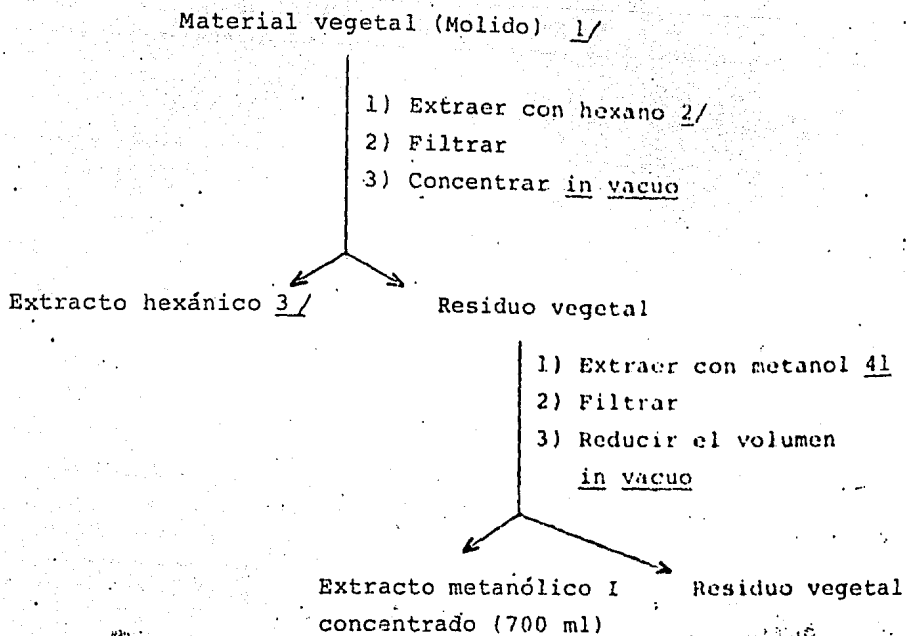 Material vegetal (Molido) 1/
1) Extraer con hexano 2/
2) Filtrar
3) Concentrar in vacuo
Extracto hexánico 3/
Residuo vegetal
1) Extraer con metanol 4l
2) Filtrar
3) Reducir el volumen
in vacuo
Extracto metanólico I
concentrado (700 ml)
Residuo vegetal